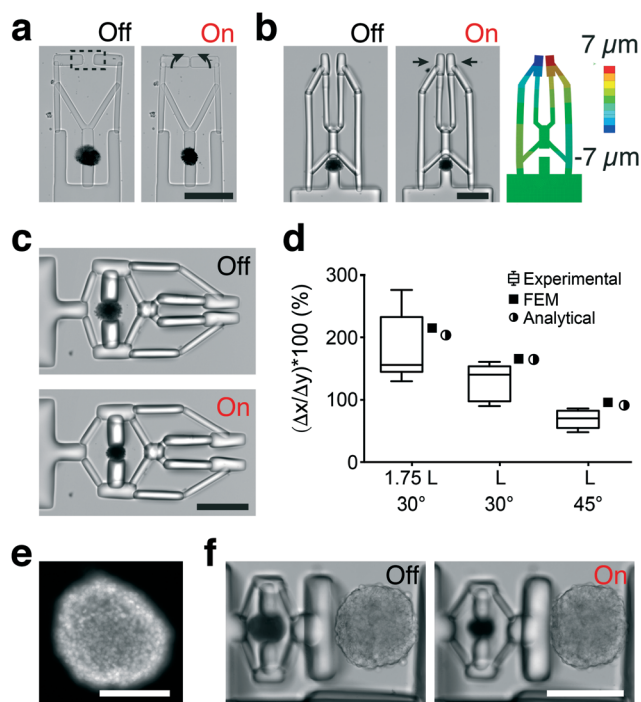 a
Off
On
b
Off
On
7 µm
-7 µm
c
Off
On
d
300
200
100
0
(Δx/Δy)*100 (%)
Experimental
FEM
Analytical
1.75 L
L
L
30°
30°
45°
e
f
Off
On